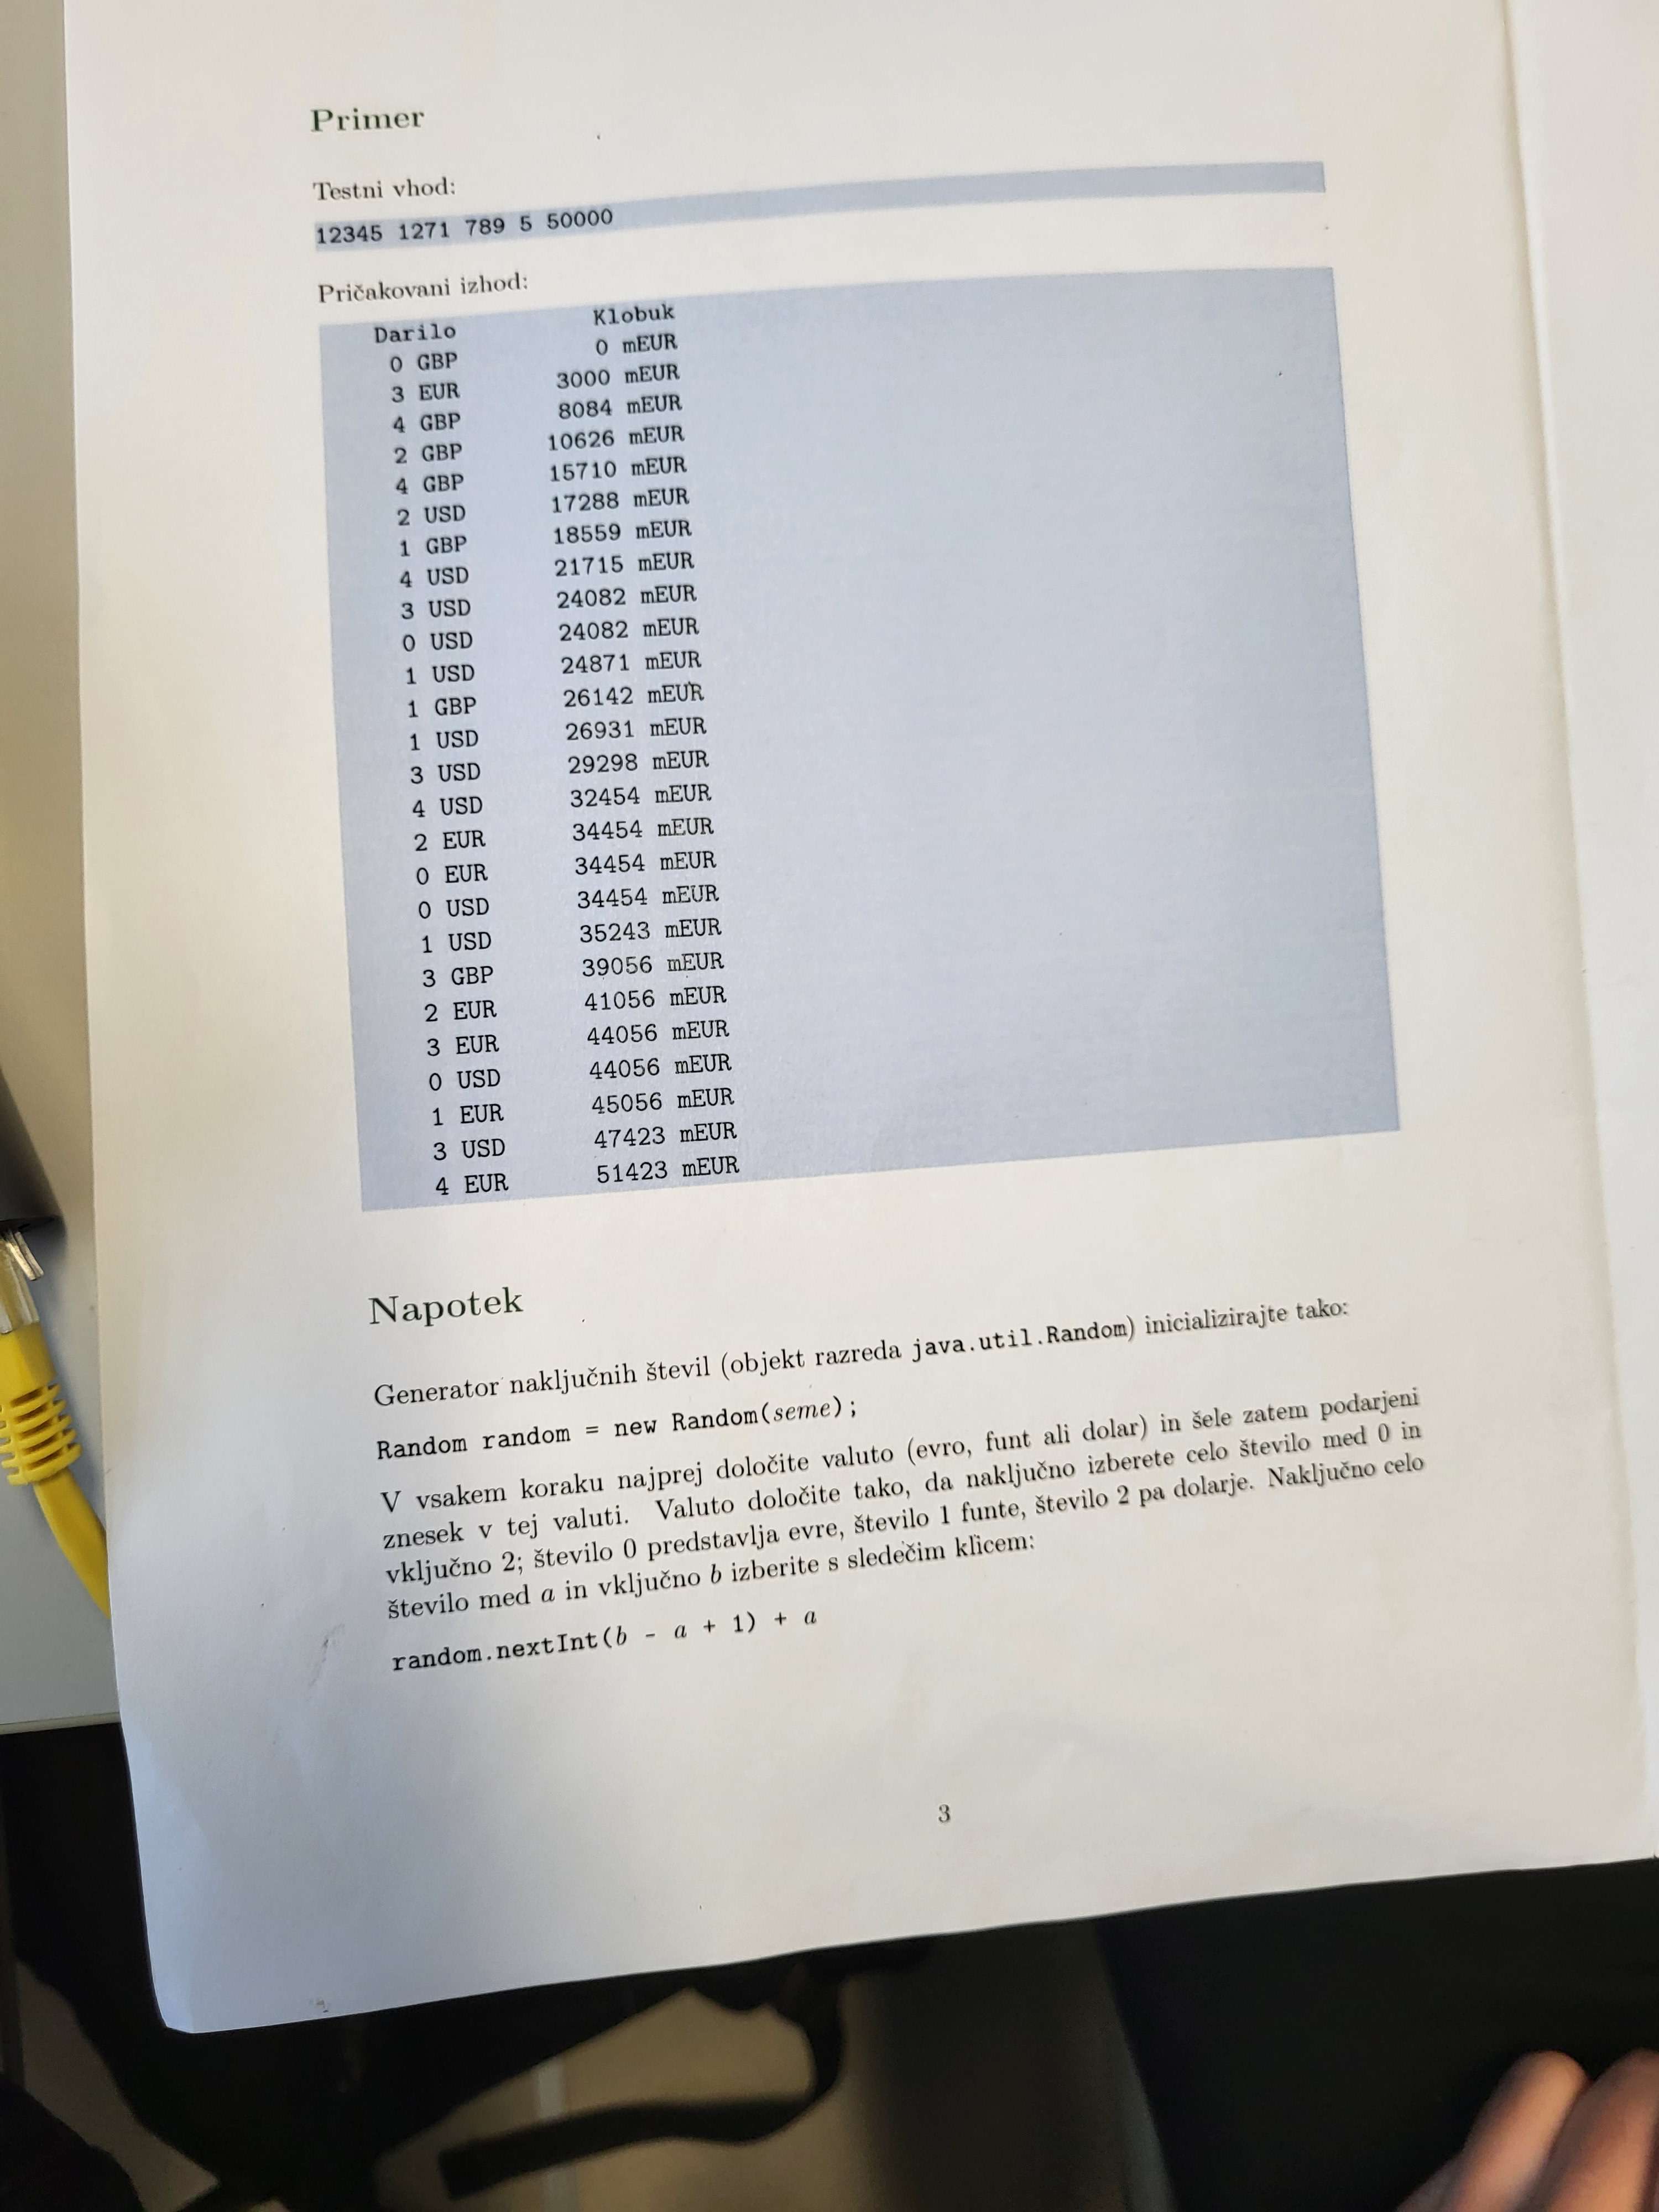 Primer
Testni vhod:
12345 1271 789 5 50000
Pričakovani izhod:
Darilo Klobuk
0 GBP 0 mEUR
3 EUR 3000 mEUR
4 GBP 8084 mEUR
2 GBP 10626 mEUR
4 GBP 15710 mEUR
2 USD 17288 mEUR
1 GBP 18559 mEUR
4 USD 21715 mEUR
3 USD 24082 mEUR
0 USD 24082 mEUR
1 USD 24871 mEUR
1 GBP 26142 mEUR
1 USD 26931 mEUR
3 USD 29298 mEUR
4 USD 32454 mEUR
2 EUR 34454 mEUR
0 EUR 34454 mEUR
0 USD 34454 mEUR
1 USD 35243 mEUR
3 GBP 39056 mEUR
2 EUR 41056 mEUR
3 EUR 44056 mEUR
0 USD 44056 mEUR
1 EUR 45056 mEUR
3 USD 47423 mEUR
4 EUR 51423 mEUR
Napotek
Generator naključnih števil (objekt razreda java.util.Random) inicializirajte tako:
Random random = new Random(seme);
V vsakem koraku najprej določite valuto (evro, funt ali dolar) in šele zatem podarjeni
znesek v tej valuti. Valuto določite tako, da naključno izberete celo število med 0 in
vključno 2; število 0 predstavlja evre, število 1 funte, število 2 pa dolarje. Naključno celo
število med a in vključno b izberite s sledečim klicem:
random.nextInt(b - a + 1) + a
3